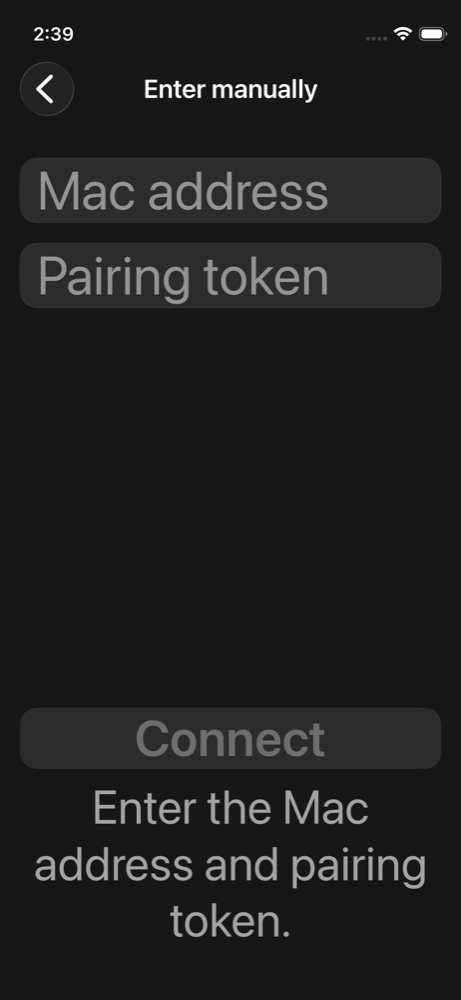 2:39
Enter manually
Mac address
Pairing token
Connect
Enter the Mac
address and pairing
token.